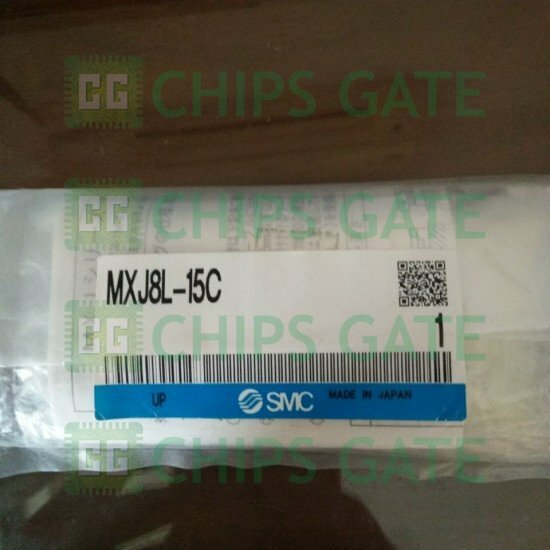 CG CHIPS GATE
CG CHIPS GATE
MXJ8L-15C
1
CG CHIPS GATE
UP SMC MADE IN JAPAN
CG CHIPS GATE